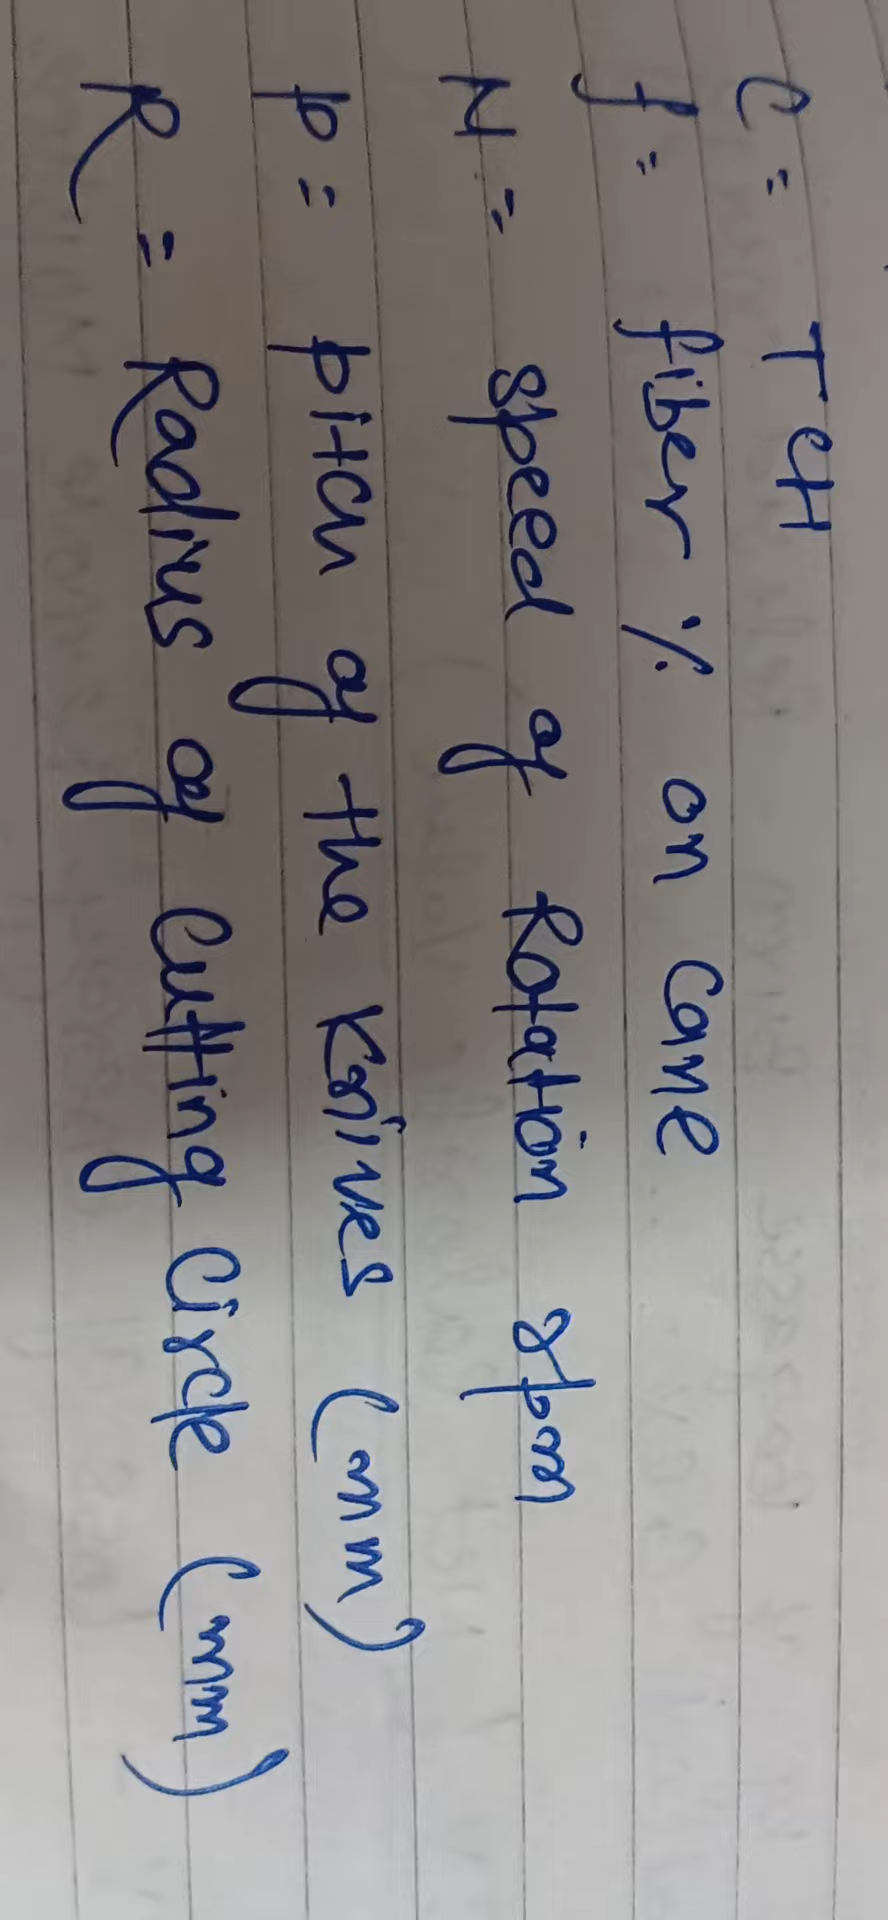 C = TCH
f = fiber % on cane
N = speed of Rotation rpm
p = pitch of the Knives (mm)
R = Radius of Cutting Circle (mm)